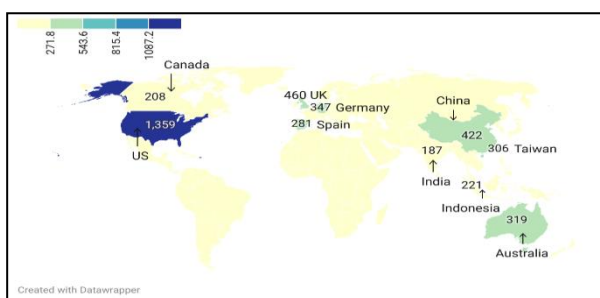 271.8
543.6
815.4
1087.2
Canada
208
460 UK
347 Germany
281 Spain
1,359
US
China
422
306 Taiwan
187
India
221
Indonesia
319
Australia
Created with Datawrapper